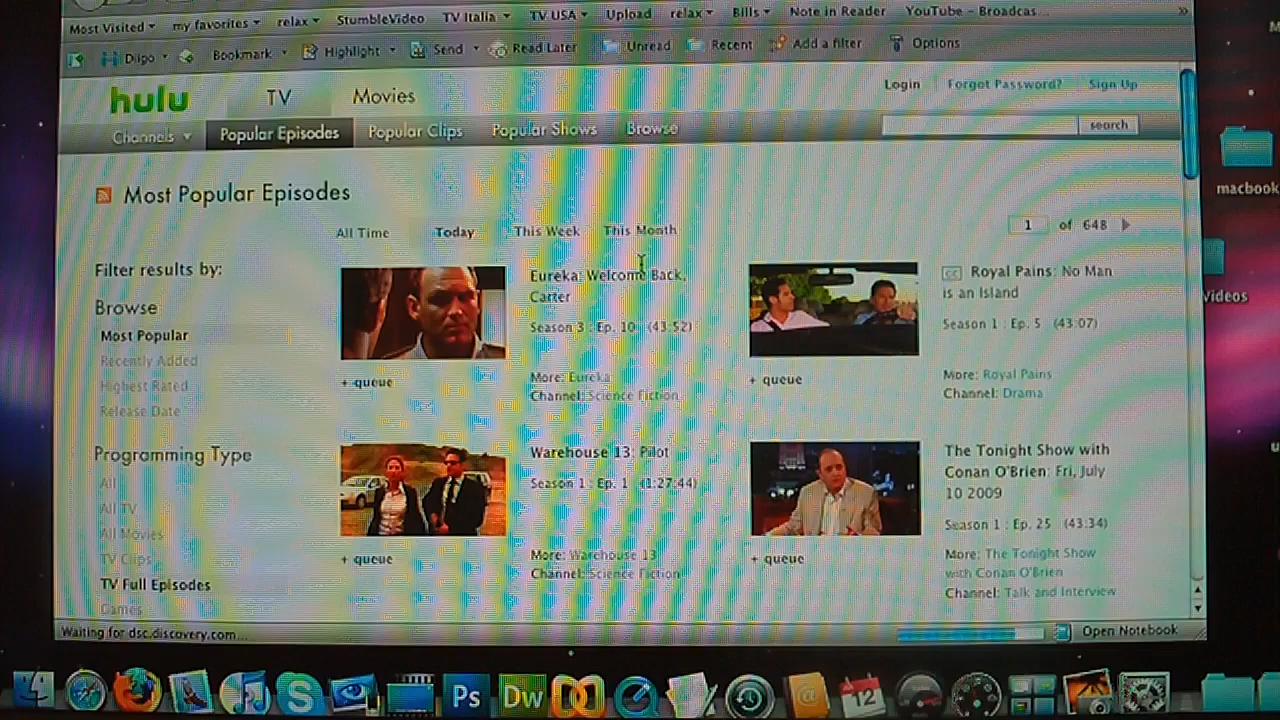 Most Visited my favorites relax StumbleVideo TV Italia TV USA Upload relax Bills Note in Reader YouTube - Broadcas... »
Diigo Bookmark Highlight Send Read Later Unread Recent Add a filter Options
hulu TV Movies
Login Forgot Password? Sign Up
Channels Popular Episodes Popular Clips Popular Shows Browse
search
Most Popular Episodes
All Time Today This Week This Month
1 of 648
Filter results by:
Browse
Most Popular
Recently Added
Highest Rated
Release Date
Programming Type
All
All TV
All Movies
TV Clips
TV Full Episodes
Games
Eureka: Welcome Back,
Carter
Season 3 : Ep. 10 (43:52)
+ queue
More: Eureka
Channel: Science Fiction
CC Royal Pains: No Man
is an Island
Season 1 : Ep. 5 (43:07)
+ queue
More: Royal Pains
Channel: Drama
Warehouse 13: Pilot
Season 1 : Ep. 1 (1:27:44)
+ queue
More: Warehouse 13
Channel: Science Fiction
The Tonight Show with
Conan O'Brien: Fri, July
10 2009
Season 1 : Ep. 25 (43:34)
+ queue
More: The Tonight Show
with Conan O'Brien
Channel: Talk and Interview
Waiting for dsc.discovery.com...
Open Notebook
macbook
Videos
S
Ps
Dw
@
12